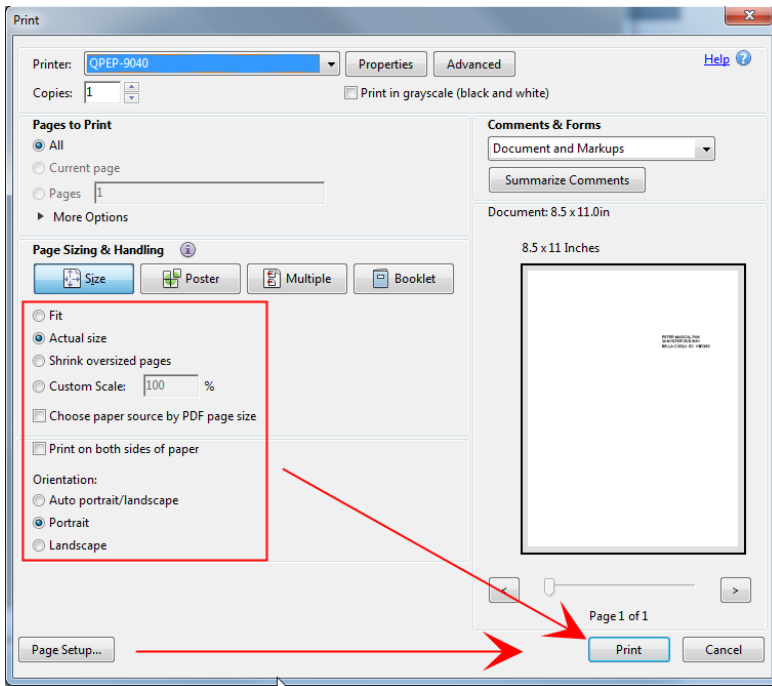 Print
Printer: QPEP-9040 Properties Advanced Help
Copies: 1 Print in grayscale (black and white)
Pages to Print
All
Current page
Pages 1
More Options
Comments & Forms
Document and Markups
Summarize Comments
Page Sizing & Handling
Size Poster Multiple Booklet
Fit
Actual size
Shrink oversized pages
Custom Scale: 100 %
Choose paper source by PDF page size
Print on both sides of paper
Orientation:
Auto portrait/landscape
Portrait
Landscape
Document: 8.5 x 11.0in
8.5 x 11 Inches
< >
Page 1 of 1
Page Setup... Print Cancel